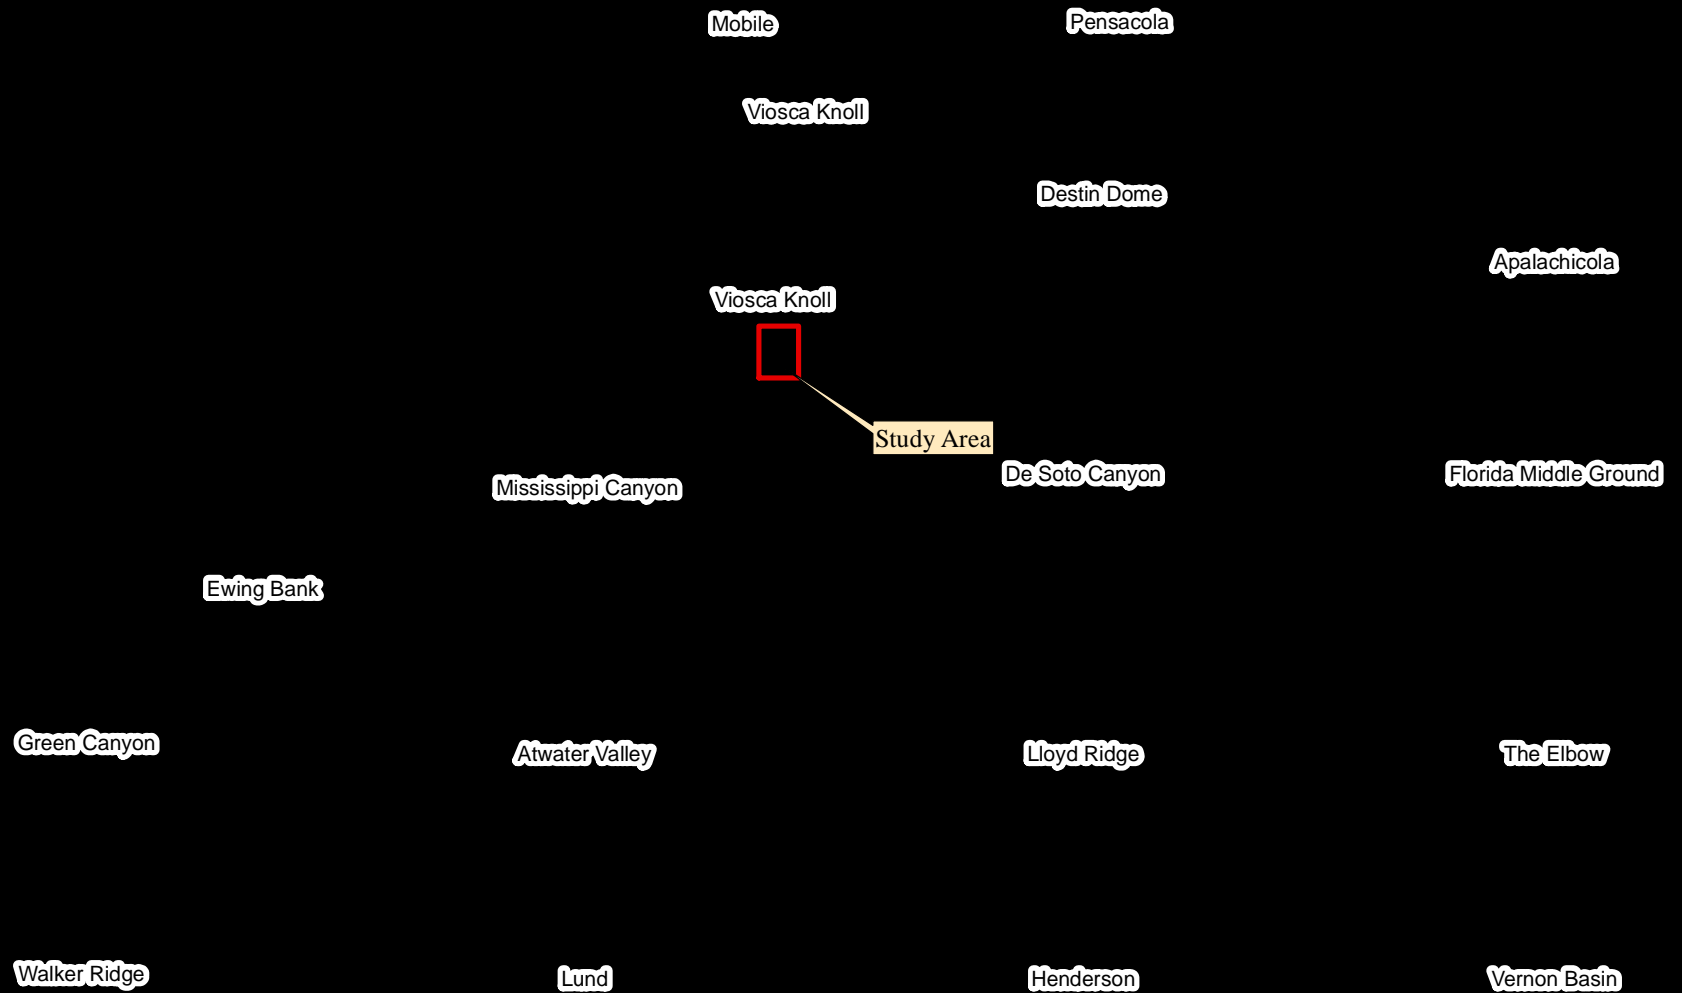 Mobile
Pensacola
Viosca Knoll
Destin Dome
Apalachicola
Viosca Knoll
Study Area
De Soto Canyon
Florida Middle Ground
Mississippi Canyon
Ewing Bank
Green Canyon
Atwater Valley
Lloyd Ridge
The Elbow
Walker Ridge
Lund
Henderson
Vernon Basin